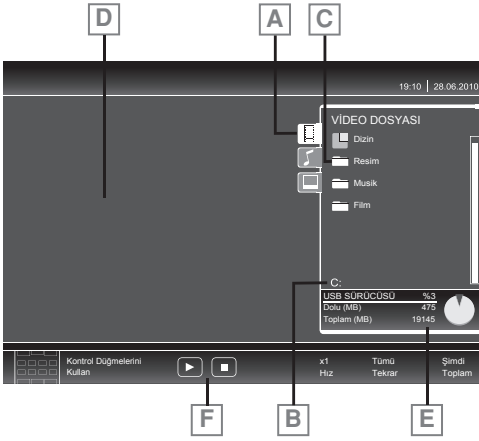 D A C
19:10 28.06.2010
VİDEO DOSYASI
Dizin
Resim
Musik
Film
C:
USB SÜRÜCÜSÜ %3
Dolu (MB) 475
Toplam (MB) 19145
Kontrol Düğmelerini
Kullan
x1 Tümü Şimdi
Hız Tekrar Toplam
F B E